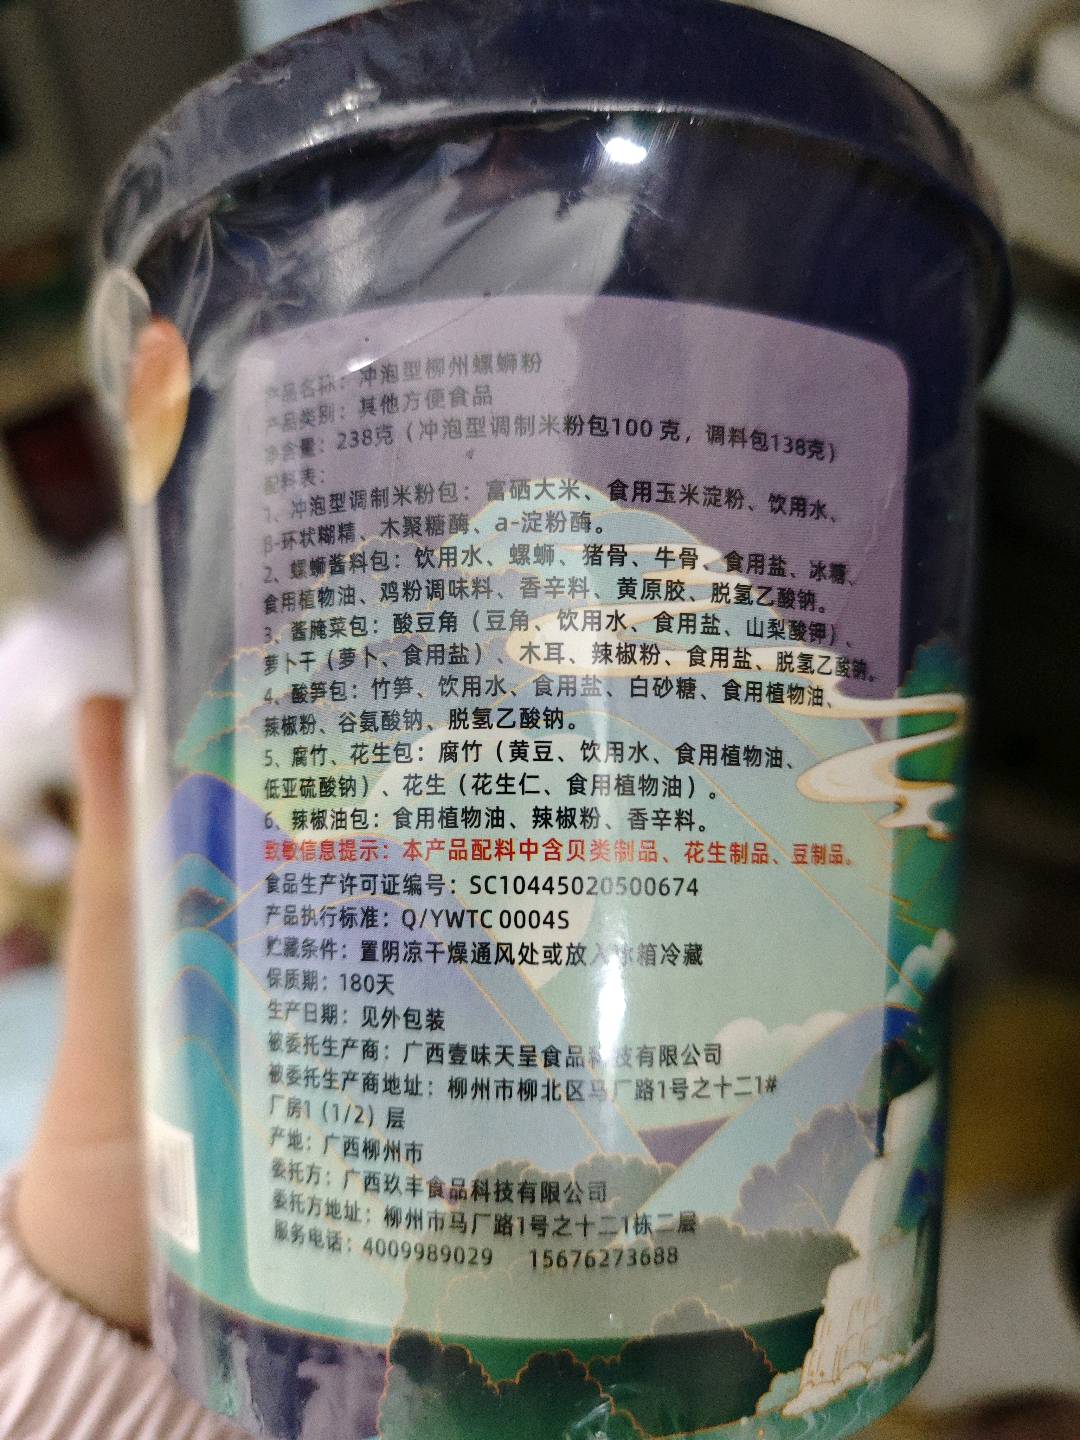 产品名称：冲泡型柳州螺蛳粉
产品类别：其他方便食品
净含量：238克（冲泡型调制米粉包100克，调料包138克）
配料表：
1、冲泡型调制米粉包：富硒大米、食用玉米淀粉、饮用水、
β-环状糊精、木聚糖酶、a-淀粉酶。
2、螺蛳酱料包：饮用水、螺蛳、猪骨、牛骨、食用盐、冰糖、
食用植物油、鸡粉调味料、香辛料、黄原胶、脱氢乙酸钠。
3、酱腌菜包：酸豆角（豆角、饮用水、食用盐、山梨酸钾）、
萝卜干（萝卜、食用盐）、木耳、辣椒粉、食用盐、脱氢乙酸钠。
4、酸笋包：竹笋、饮用水、食用盐、白砂糖、食用植物油、
辣椒粉、谷氨酸钠、脱氢乙酸钠。
5、腐竹、花生包：腐竹（黄豆、饮用水、食用植物油、
低亚硫酸钠）、花生（花生仁、食用植物油）。
6、辣椒油包：食用植物油、辣椒粉、香辛料。
致敏信息提示：本产品配料中含贝类制品、花生制品、豆制品。
食品生产许可证编号：SC10445020500674
产品执行标准：Q/YWTC 0004S
贮藏条件：置阴凉干燥通风处或放入冰箱冷藏
保质期：180天
生产日期：见外包装
被委托生产商：广西壹味天呈食品科技有限公司
被委托生产商地址：柳州市柳北区马厂路1号之十二1#
厂房1（1/2）层
产地：广西柳州市
委托方：广西玖丰食品科技有限公司
委托方地址：柳州市马厂路1号之十二1栋二层
服务电话：4009989029 15676273688